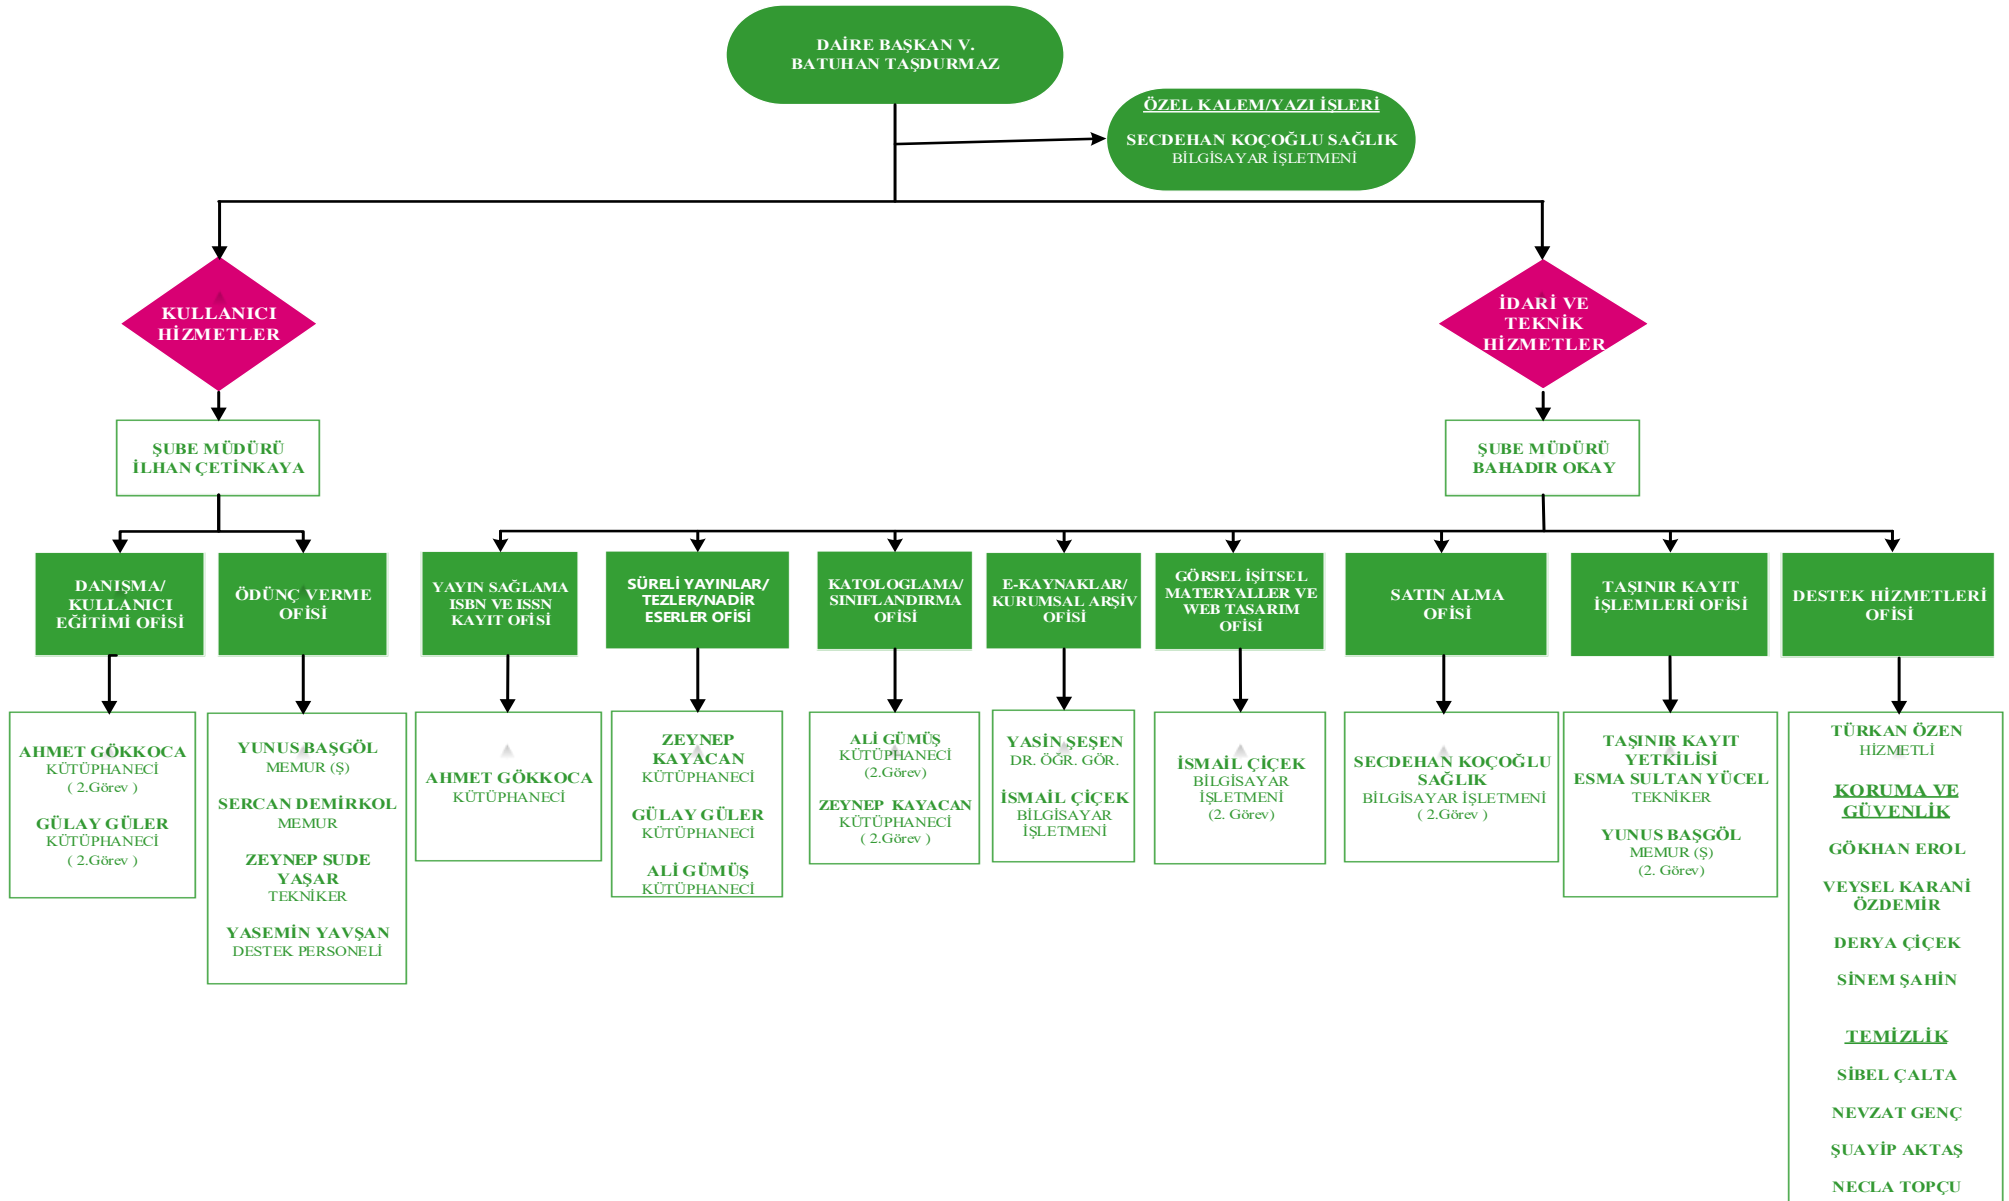 DAİRE BAŞKAN V.
BATUHAN TAŞDURMAZ
ÖZEL KALEM/YAZI İŞLERİ
SECDEHAN KOÇOĞLU SAĞLIK
BİLGİSAYAR İŞLETMENİ
KULLANICI
HİZMETLER
İDARİ VE
TEKNİK
HİZMETLER
ŞUBE MÜDÜRÜ
İLHAN ÇETİNKAYA
ŞUBE MÜDÜRÜ
BAHADIR OKAY
DANIŞMA/
KULLANICI
EĞİTİMİ OFİSİ
ÖDÜNÇ VERME
OFİSİ
YAYIN SAĞLAMA
ISBN VE ISSN
KAYIT OFİSİ
SÜRELİ YAYINLAR/
TEZLER/NADİR
ESERLER OFİSİ
KATOLOGLAMA/
SINIFLANDIRMA
OFİSİ
E-KAYNAKLAR/
KURUMSAL ARŞİV
OFİSİ
GÖRSEL İŞİTSEL
MATERYALLER VE
WEB TASARIM
OFİSİ
SATIN ALMA
OFİSİ
TAŞINIR KAYIT
İŞLEMLERİ OFİSİ
DESTEK HİZMETLERİ
OFİSİ
AHMET GÖKKOCA
KÜTÜPHANECİ
( 2.Görev )
GÜLAY GÜLER
KÜTÜPHANECİ
( 2.Görev )
YUNUS BAŞGÖL
MEMUR (Ş)
SERCAN DEMİRKOL
MEMUR
ZEYNEP SUDE
YAŞAR
TEKNİKER
YASEMİN YAVŞAN
DESTEK PERSONELİ
AHMET GÖKKOCA
KÜTÜPHANECİ
ZEYNEP
KAYACAN
KÜTÜPHANECİ
GÜLAY GÜLER
KÜTÜPHANECİ
ALİ GÜMÜŞ
KÜTÜPHANECİ
ALİ GÜMÜŞ
KÜTÜPHANECİ
(2.Görev)
ZEYNEP KAYACAN
KÜTÜPHANECİ
( 2.Görev )
YASİN ŞEŞEN
DR. ÖĞR. GÖR.
İSMAİL ÇİÇEK
BİLGİSAYAR
İŞLETMENİ
İSMAİL ÇİÇEK
BİLGİSAYAR
İŞLETMENİ
(2. Görev)
SECDEHAN KOÇOĞLU
SAĞLIK
BİLGİSAYAR İŞLETMENİ
( 2.Görev )
TAŞINIR KAYIT
YETKİLİSİ
ESMA SULTAN YÜCEL
TEKNİKER
YUNUS BAŞGÖL
MEMUR (Ş)
(2. Görev)
TÜRKAN ÖZEN
HİZMETLİ
KORUMA VE
GÜVENLİK
GÖKHAN EROL
VEYSEL KARANİ
ÖZDEMİR
DERYA ÇİÇEK
SİNEM ŞAHİN
TEMİZLİK
SİBEL ÇALTA
NEVZAT GENÇ
ŞUAYİP AKTAŞ
NECLA TOPÇU